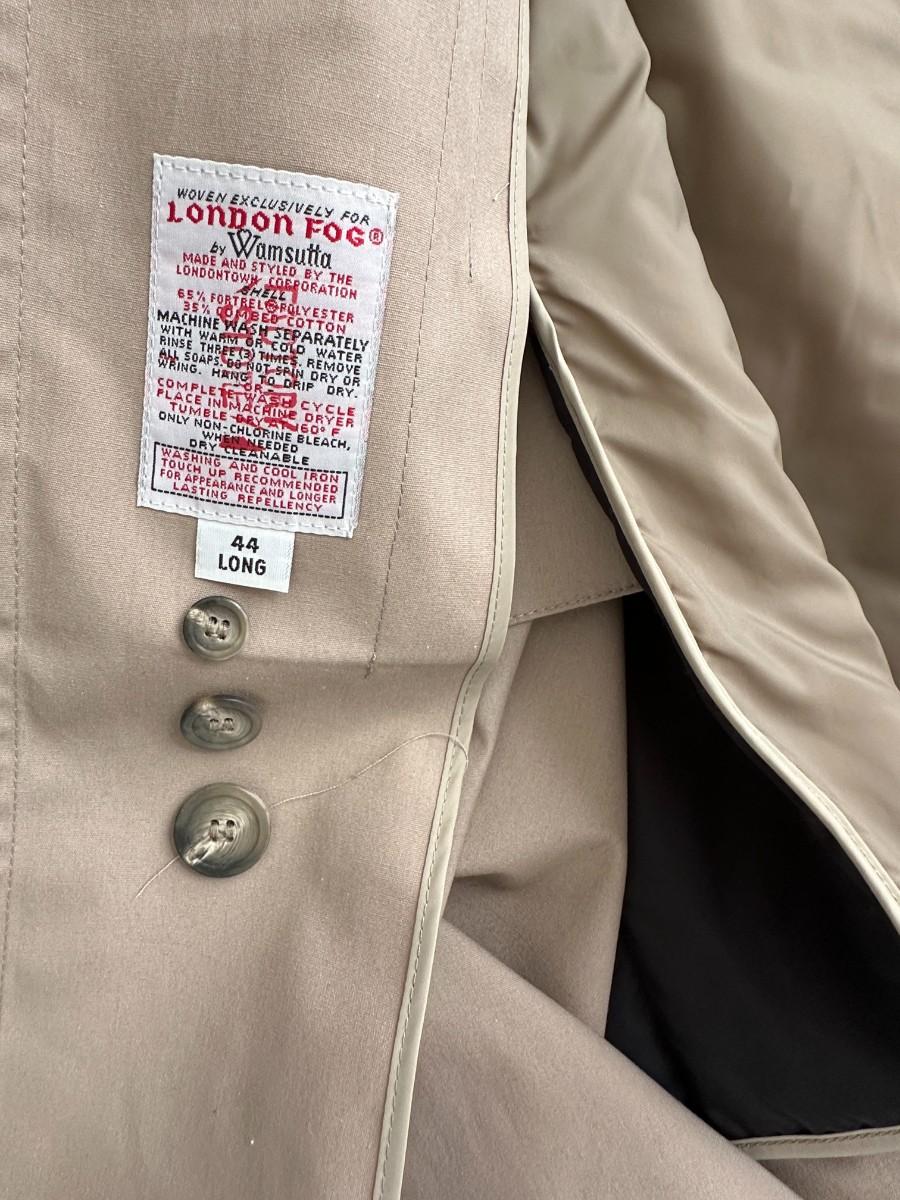 WOVEN EXCLUSIVELY FOR
LONDON FOG®
by Wamsutta
MADE AND STYLED BY THE
LONDONTOWN CORPORATION
SHELL
65% FORTREL® POLYESTER
35% COMBED COTTON
MACHINE WASH SEPARATELY
WITH WARM OR COLD WATER
RINSE THREE (3) TIMES. REMOVE
ALL SOAPS. DO NOT SPIN DRY OR
WRING. HANG TO DRIP DRY.
OR
COMPLETE WASH CYCLE
PLACE IN MACHINE DRYER
TUMBLE DRY AT 160° F
ONLY NON-CHLORINE BLEACH,
WHEN NEEDED
DRY CLEANABLE
WASHING AND COOL IRON
TOUCH UP RECOMMENDED
FOR APPEARANCE AND LONGER
LASTING REPELLENCY
44
LONG